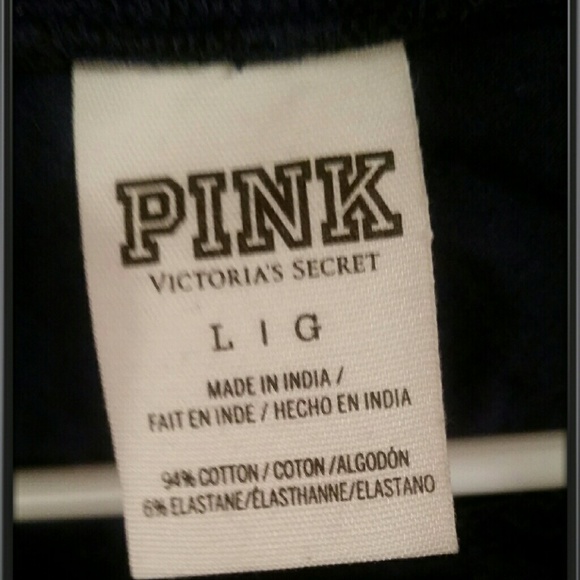 PINK
VICTORIA'S SECRET
L | G
MADE IN INDIA /
FAIT EN INDE / HECHO EN INDIA
94% COTTON / COTON / ALGODÓN
6% ELASTANE/ÉLASTHANNE/ELASTANO